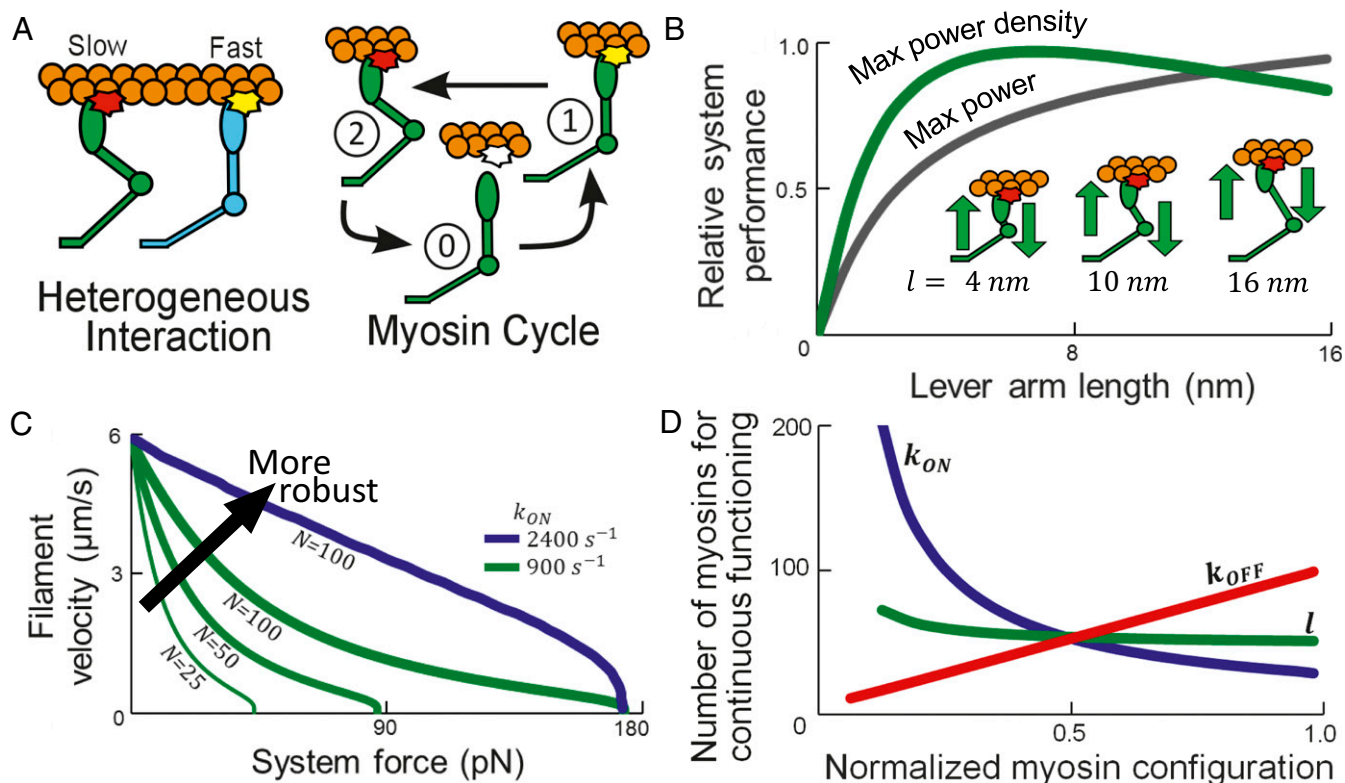 A
Slow
Fast
2
1
0
Heterogeneous
Interaction
Myosin Cycle
B
Relative system
performance
1.0
0.5
0
Max power density
Max power
l = 4 nm
10 nm
16 nm
8
16
Lever arm length (nm)
C
Filament
velocity (μm/s)
6
3
0
More
robust
k_ON
2400 s⁻¹
900 s⁻¹
N=100
N=100
N=50
N=25
90
180
System force (pN)
D
Number of myosins for
continuous functioning
200
100
0
k_ON
k_OFF
l
0.5
1.0
Normalized myosin configuration